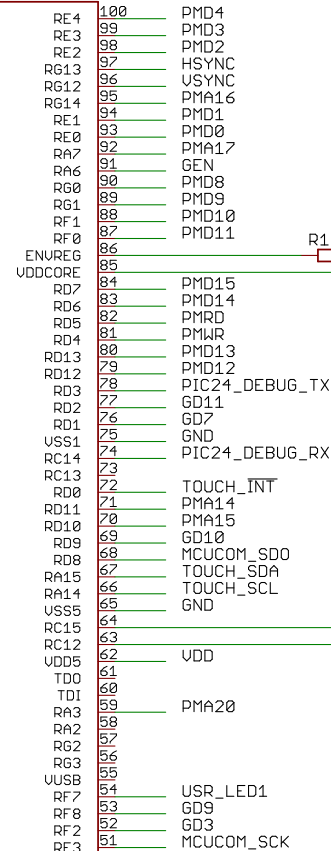 RE4 100 PMD4
RE3 99 PMD3
RE2 98 PMD2
RG13 97 HSYNC
RG12 96 VSYNC
RG14 95 PMA16
RE1 94 PMD1
RE0 93 PMD0
RA7 92 PMA17
RA6 91 GEN
RG0 90 PMD8
RG1 89 PMD9
RF1 88 PMD10
RF0 87 PMD11
ENVREG 86 R1
VDDCORE 85
RD7 84 PMD15
RD6 83 PMD14
RD5 82 PMRD
RD4 81 PMWR
RD13 80 PMD13
RD12 79 PMD12
RD3 78 PIC24_DEBUG_TX
RD2 77 GD11
RD1 76 GD7
VSS1 75 GND
RC14 74 PIC24_DEBUG_RX
RC13 73
RD0 72 TOUCH_INT
RD11 71 PMA14
RD10 70 PMA15
RD9 69 GD10
RD8 68 MCUCOM_SDO
RA15 67 TOUCH_SDA
RA14 66 TOUCH_SCL
VSS5 65 GND
RC15 64
RC12 63
VDD5 62 VDD
TDO 61
TDI 60
RA3 59 PMA20
RA2 58
RG2 57
RG3 56
VUSB 55
RF7 54 USR_LED1
RF8 53 GD9
RF2 52 GD3
RF3 51 MCUCOM_SCK